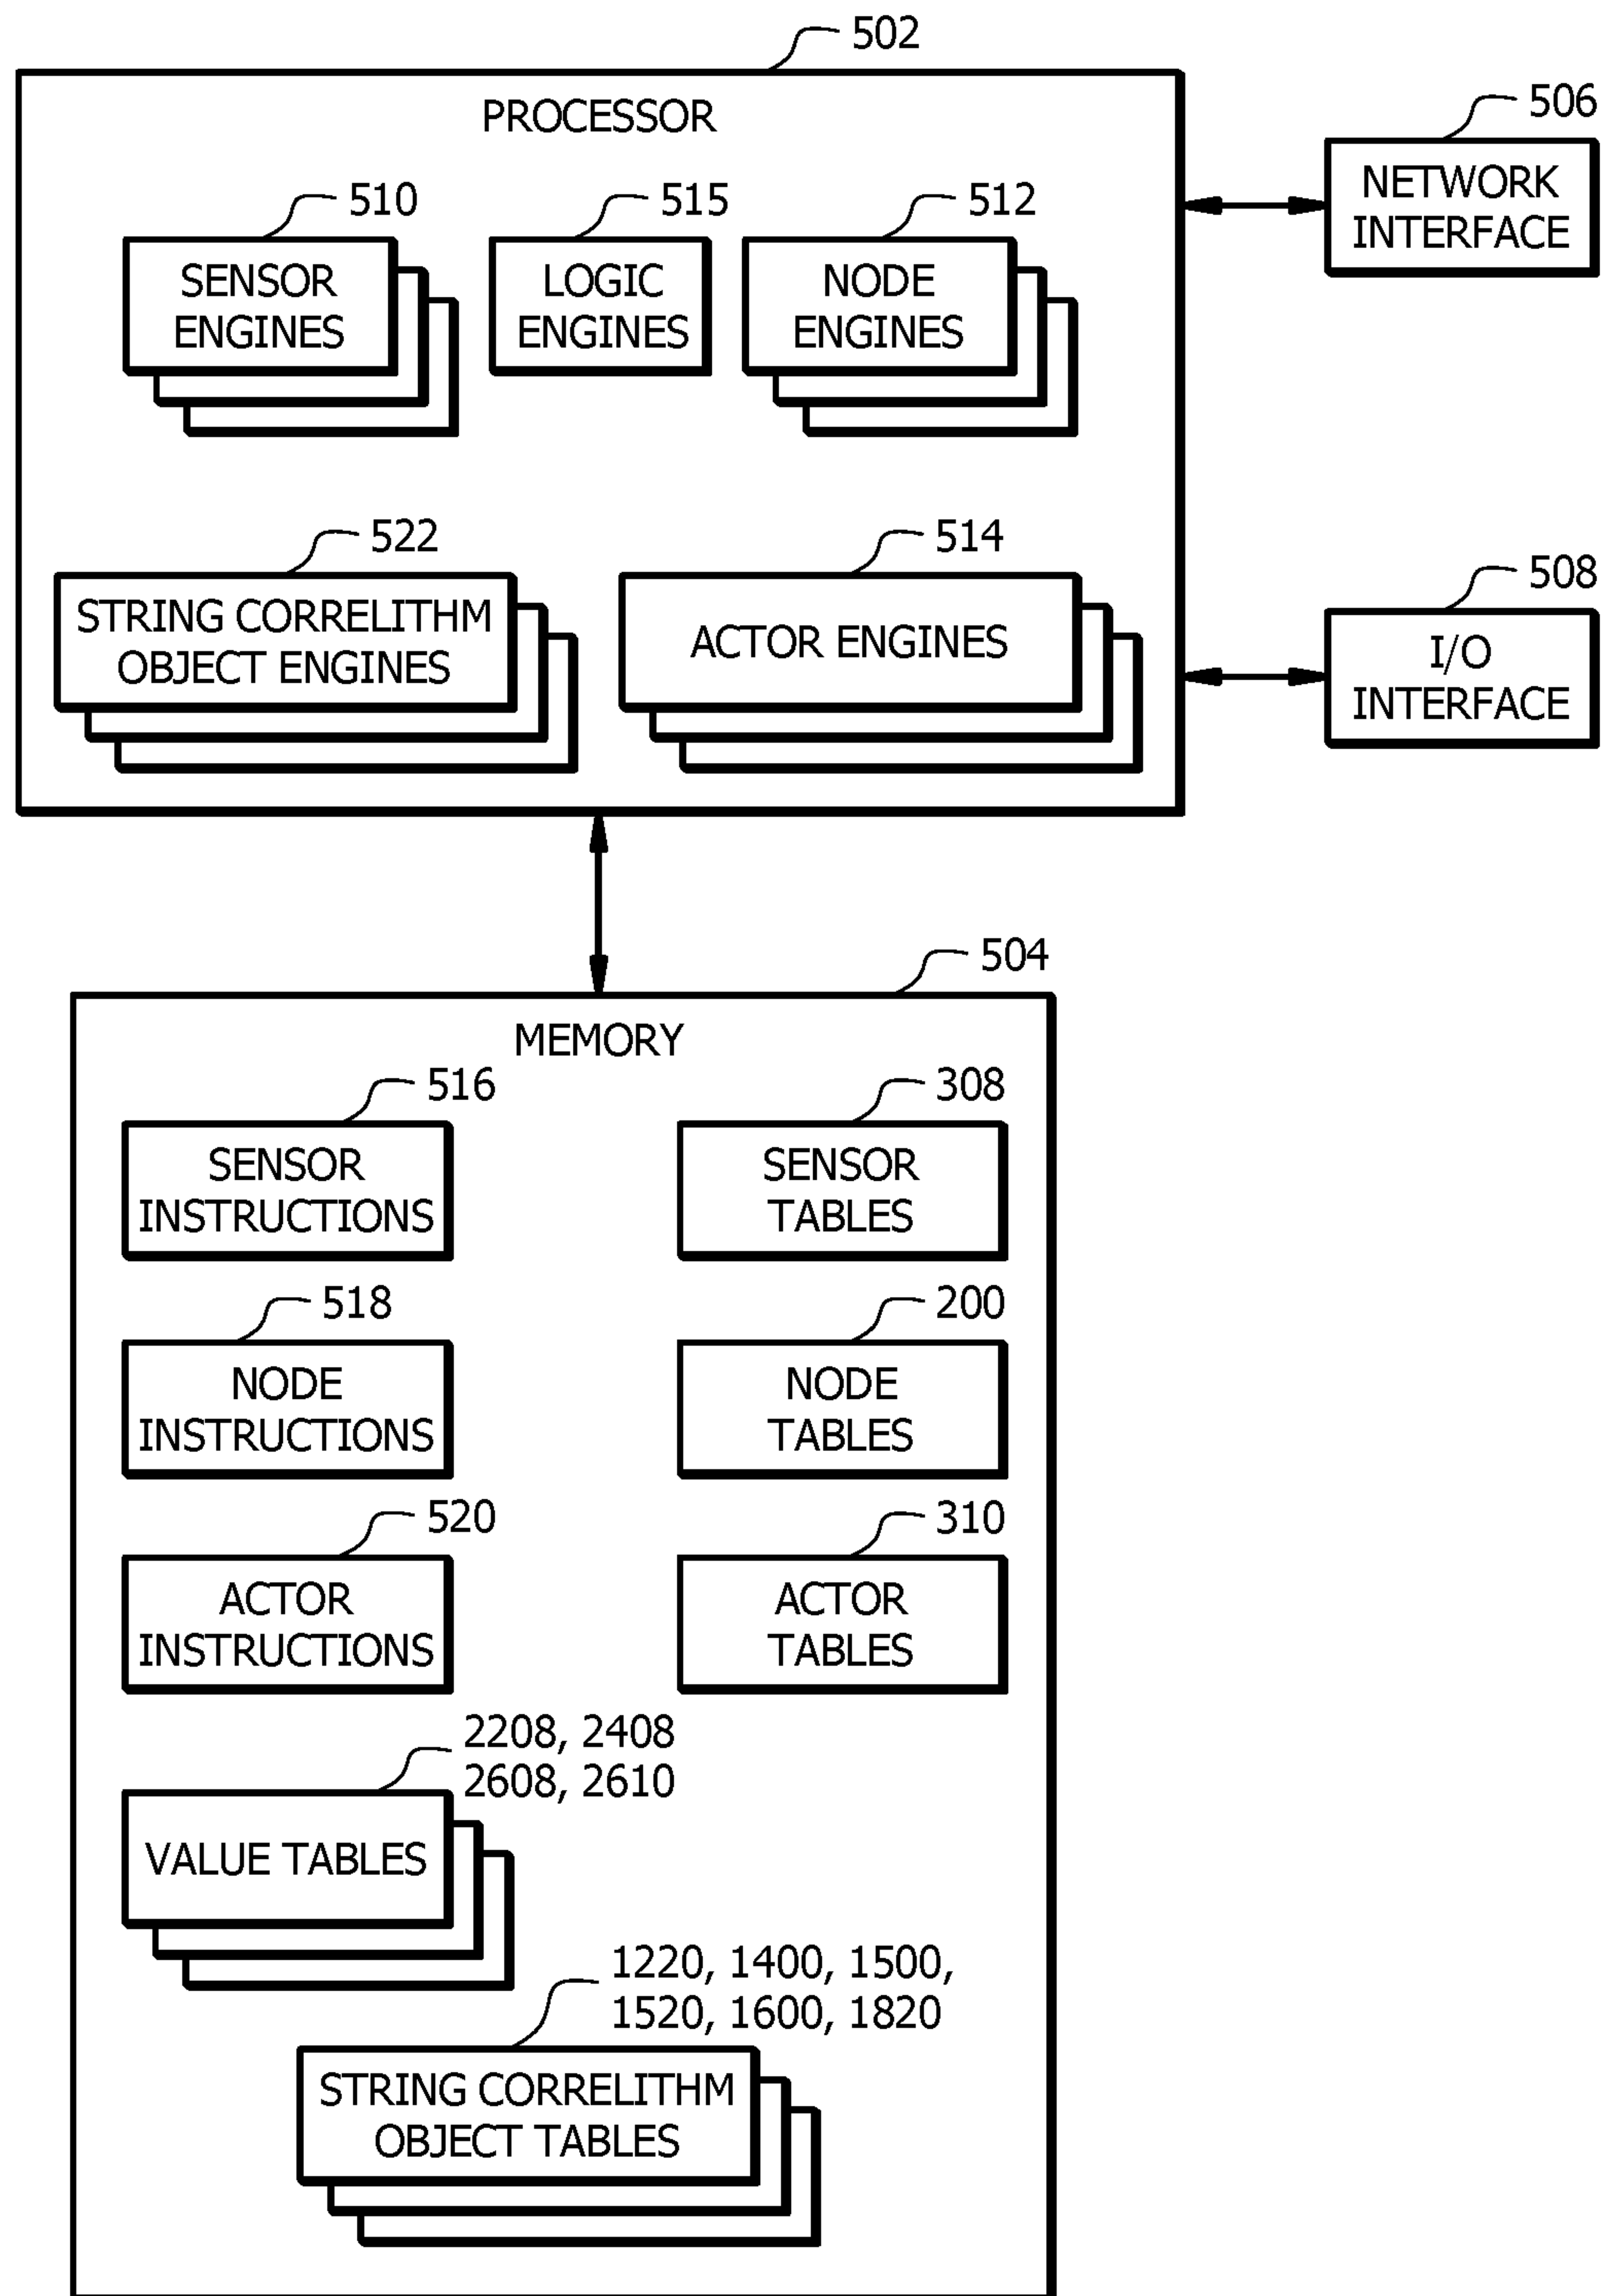 502
PROCESSOR
506
NETWORK
INTERFACE
510
515
512
SENSOR
ENGINES
LOGIC
ENGINES
NODE
ENGINES
522
514
508
STRING CORRELITHM
OBJECT ENGINES
ACTOR ENGINES
I/O
INTERFACE
504
MEMORY
516
308
SENSOR
INSTRUCTIONS
SENSOR
TABLES
518
200
NODE
INSTRUCTIONS
NODE
TABLES
520
310
ACTOR
INSTRUCTIONS
ACTOR
TABLES
2208, 2408
2608, 2610
VALUE TABLES
1220, 1400, 1500,
1520, 1600, 1820
STRING CORRELITHM
OBJECT TABLES